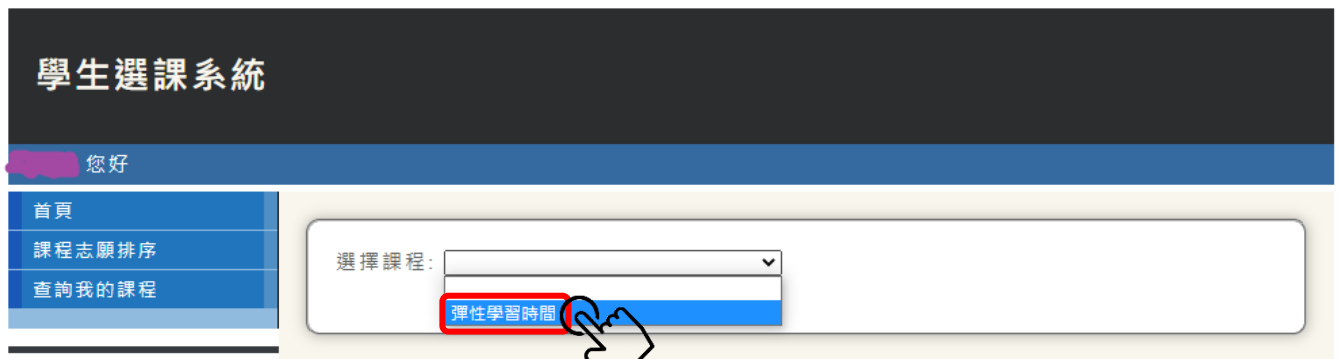 學生選課系統
您好
首頁
課程志願排序
查詢我的課程
選擇課程:
彈性學習時間